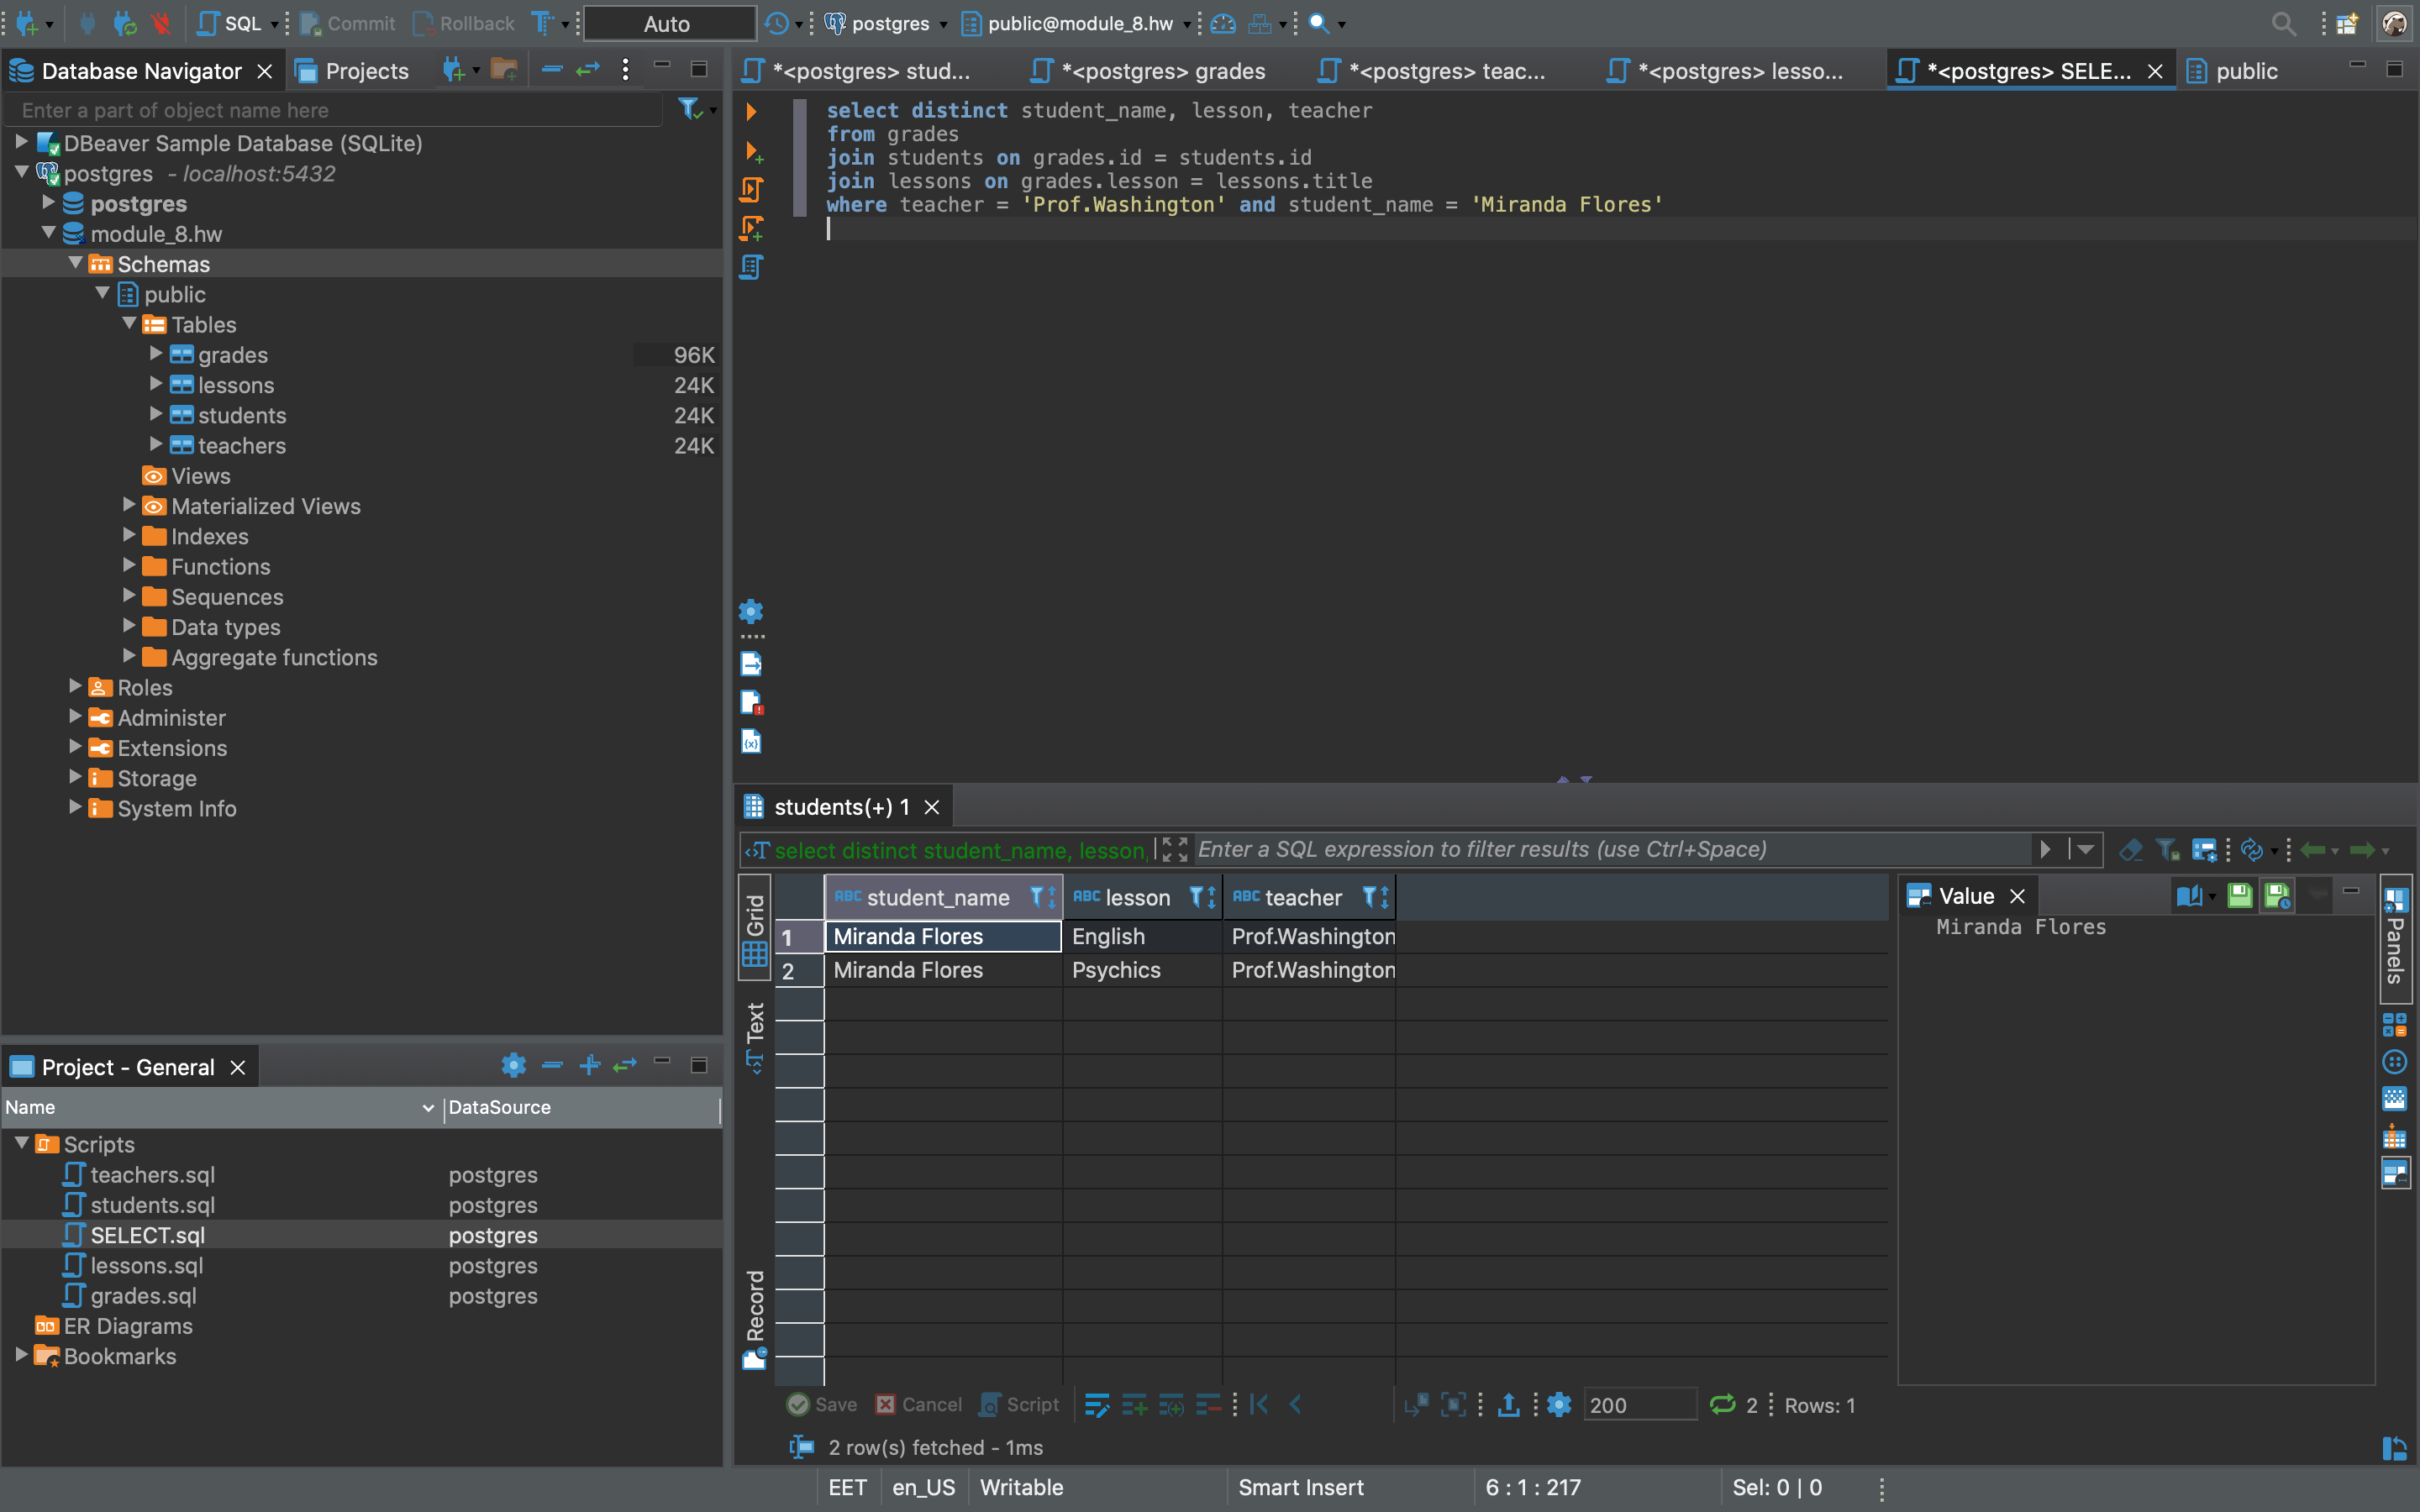 SQL Commit Rollback Auto postgres public@module_8.hw
Database Navigator Projects
Enter a part of object name here
DBeaver Sample Database (SQLite)
postgres - localhost:5432
postgres
module_8.hw
Schemas
public
Tables
grades 96K
lessons 24K
students 24K
teachers 24K
Views
Materialized Views
Indexes
Functions
Sequences
Data types
Aggregate functions
Roles
Administer
Extensions
Storage
System Info
Project - General
Name DataSource
Scripts
teachers.sql postgres
students.sql postgres
SELECT.sql postgres
lessons.sql postgres
grades.sql postgres
ER Diagrams
Bookmarks
*<postgres> stud... *<postgres> grades *<postgres> teac... *<postgres> lesso... *<postgres> SELE... public
select distinct student_name, lesson, teacher
from grades
join students on grades.id = students.id
join lessons on grades.lesson = lessons.title
where teacher = 'Prof.Washington' and student_name = 'Miranda Flores'
students(+) 1
select distinct student_name, lesson, Enter a SQL expression to filter results (use Ctrl+Space)
Grid
Text
Record
ABC student_name ABC lesson ABC teacher
1 Miranda Flores English Prof.Washington
2 Miranda Flores Psychics Prof.Washington
Value
Miranda Flores
Panels
Save Cancel Script 200 2 Rows: 1
2 row(s) fetched - 1ms
EET en_US Writable Smart Insert 6 : 1 : 217 Sel: 0 | 0